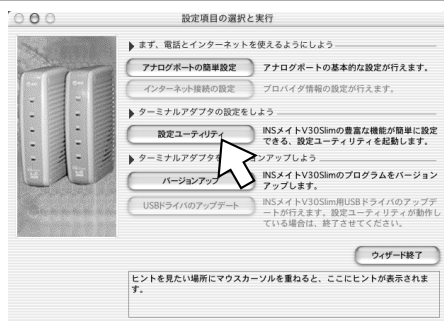 設定項目の選択と実行
まず、電話とインターネットを使えるようにしよう
アナログポートの簡単設定
アナログポートの基本的な設定が行えます。
インターネット接続の設定
プロバイダ情報の設定が行えます。
ターミナルアダプタの設定をしよう
設定ユーティリティ
INSメイトV30Slimの豊富な機能が簡単に設定
できる、設定ユーティリティを起動します。
ターミナルアダプタを ンアップしよう
バージョンアップ
INSメイトV30Slimのプログラムをバージョン
アップします。
USBドライバのアップデート
INSメイトV30Slim用USBドライバのアップデ
ートが行えます。設定ユーティリティが動作し
ている場合は、終了させてください。
ウィザード終了
ヒントを見たい場所にマウスカーソルを重ねると、ここにヒントが表示されま
す。